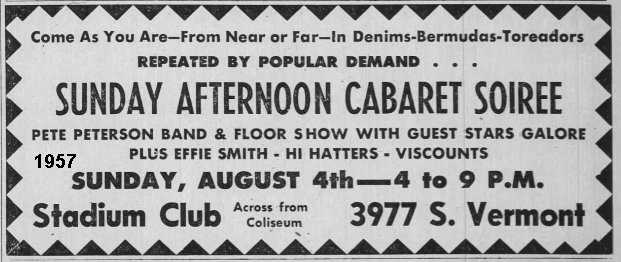 Come As You Are—From Near or Far—In Denims-Bermudas-Toreadors
REPEATED BY POPULAR DEMAND . . .
SUNDAY AFTERNOON CABARET SOIREE
PETE PETERSON BAND & FLOOR SHOW WITH GUEST STARS GALORE
PLUS EFFIE SMITH - HI HATTERS - VISCOUNTS
1957
SUNDAY, AUGUST 4th—4 to 9 P.M.
Stadium Club Across from Coliseum 3977 S. Vermont